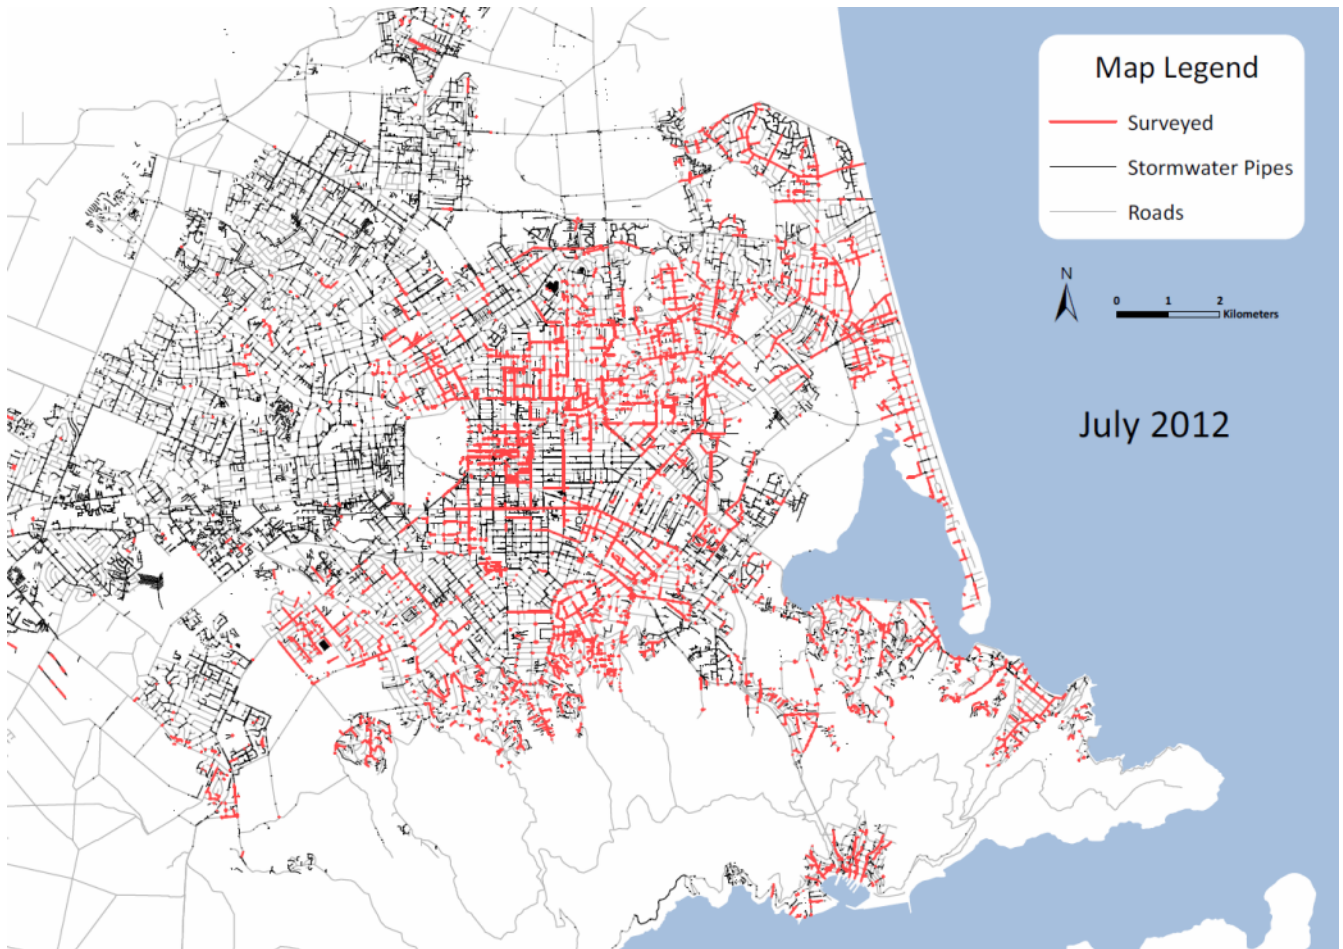 Map Legend
Surveyed
Stormwater Pipes
Roads
N
0 1 2
Kilometers
July 2012